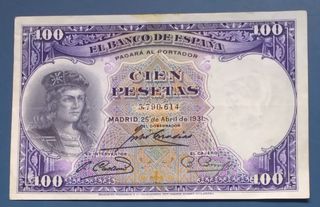 100 100
EL BANCO DE ESPAÑA
PAGARÁ AL PORTADOR
CIEN
PESETAS
5,790,614
MADRID, 25 de Abril de 1931
EL GOBERNADOR
100 100